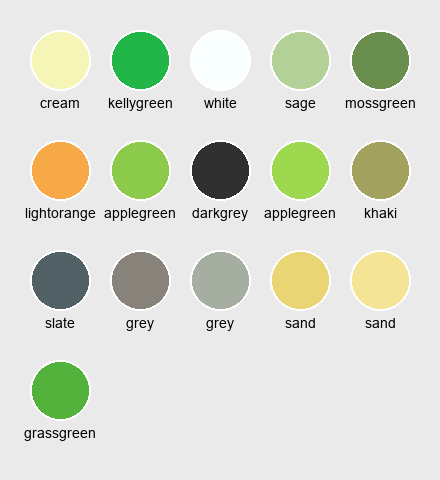 cream kellygreen white sage mossgreen
lightorange applegreen darkgrey applegreen khaki
slate grey grey sand sand
grassgreen